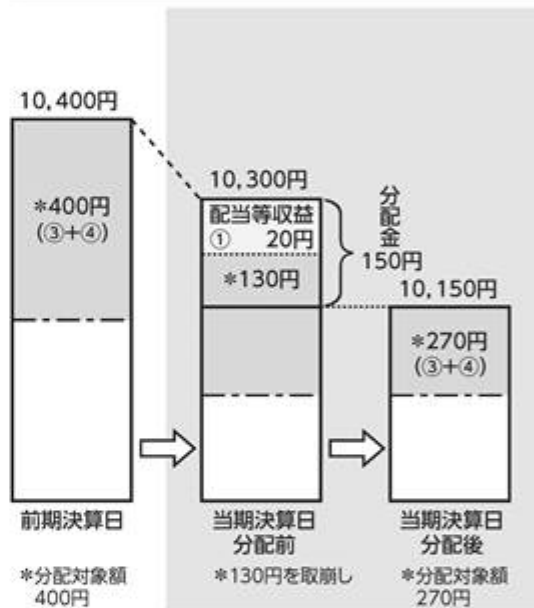 10,400円
*400円
(③+④)
前期決算日
*分配対象額
400円
10,300円
配当等収益
① 20円
*130円
分配金
150円
当期決算日
分配前
*130円を取崩し
10,150円
*270円
(③+④)
当期決算日
分配後
*分配対象額
270円